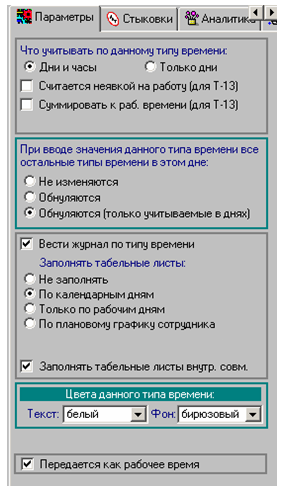 Параметры Стыковки Аналитика
Что учитывать по данному типу времени:
Дни и часы Только дни
Считается неявкой на работу (для Т-13)
Суммировать к раб. времени (для Т-13)
При вводе значения данного типа времени все
остальные типы времени в этом дне:
Не изменяются
Обнуляются
Обнуляются (только учитываемые в днях)
Вести журнал по типу времени
Заполнять табельные листы:
Не заполнять
По календарным дням
Только по рабочим дням
По плановому графику сотрудника
Заполнять табельные листы внутр. совм.
Цвета данного типа времени:
Текст: белый Фон: бирюзовый
Передается как рабочее время